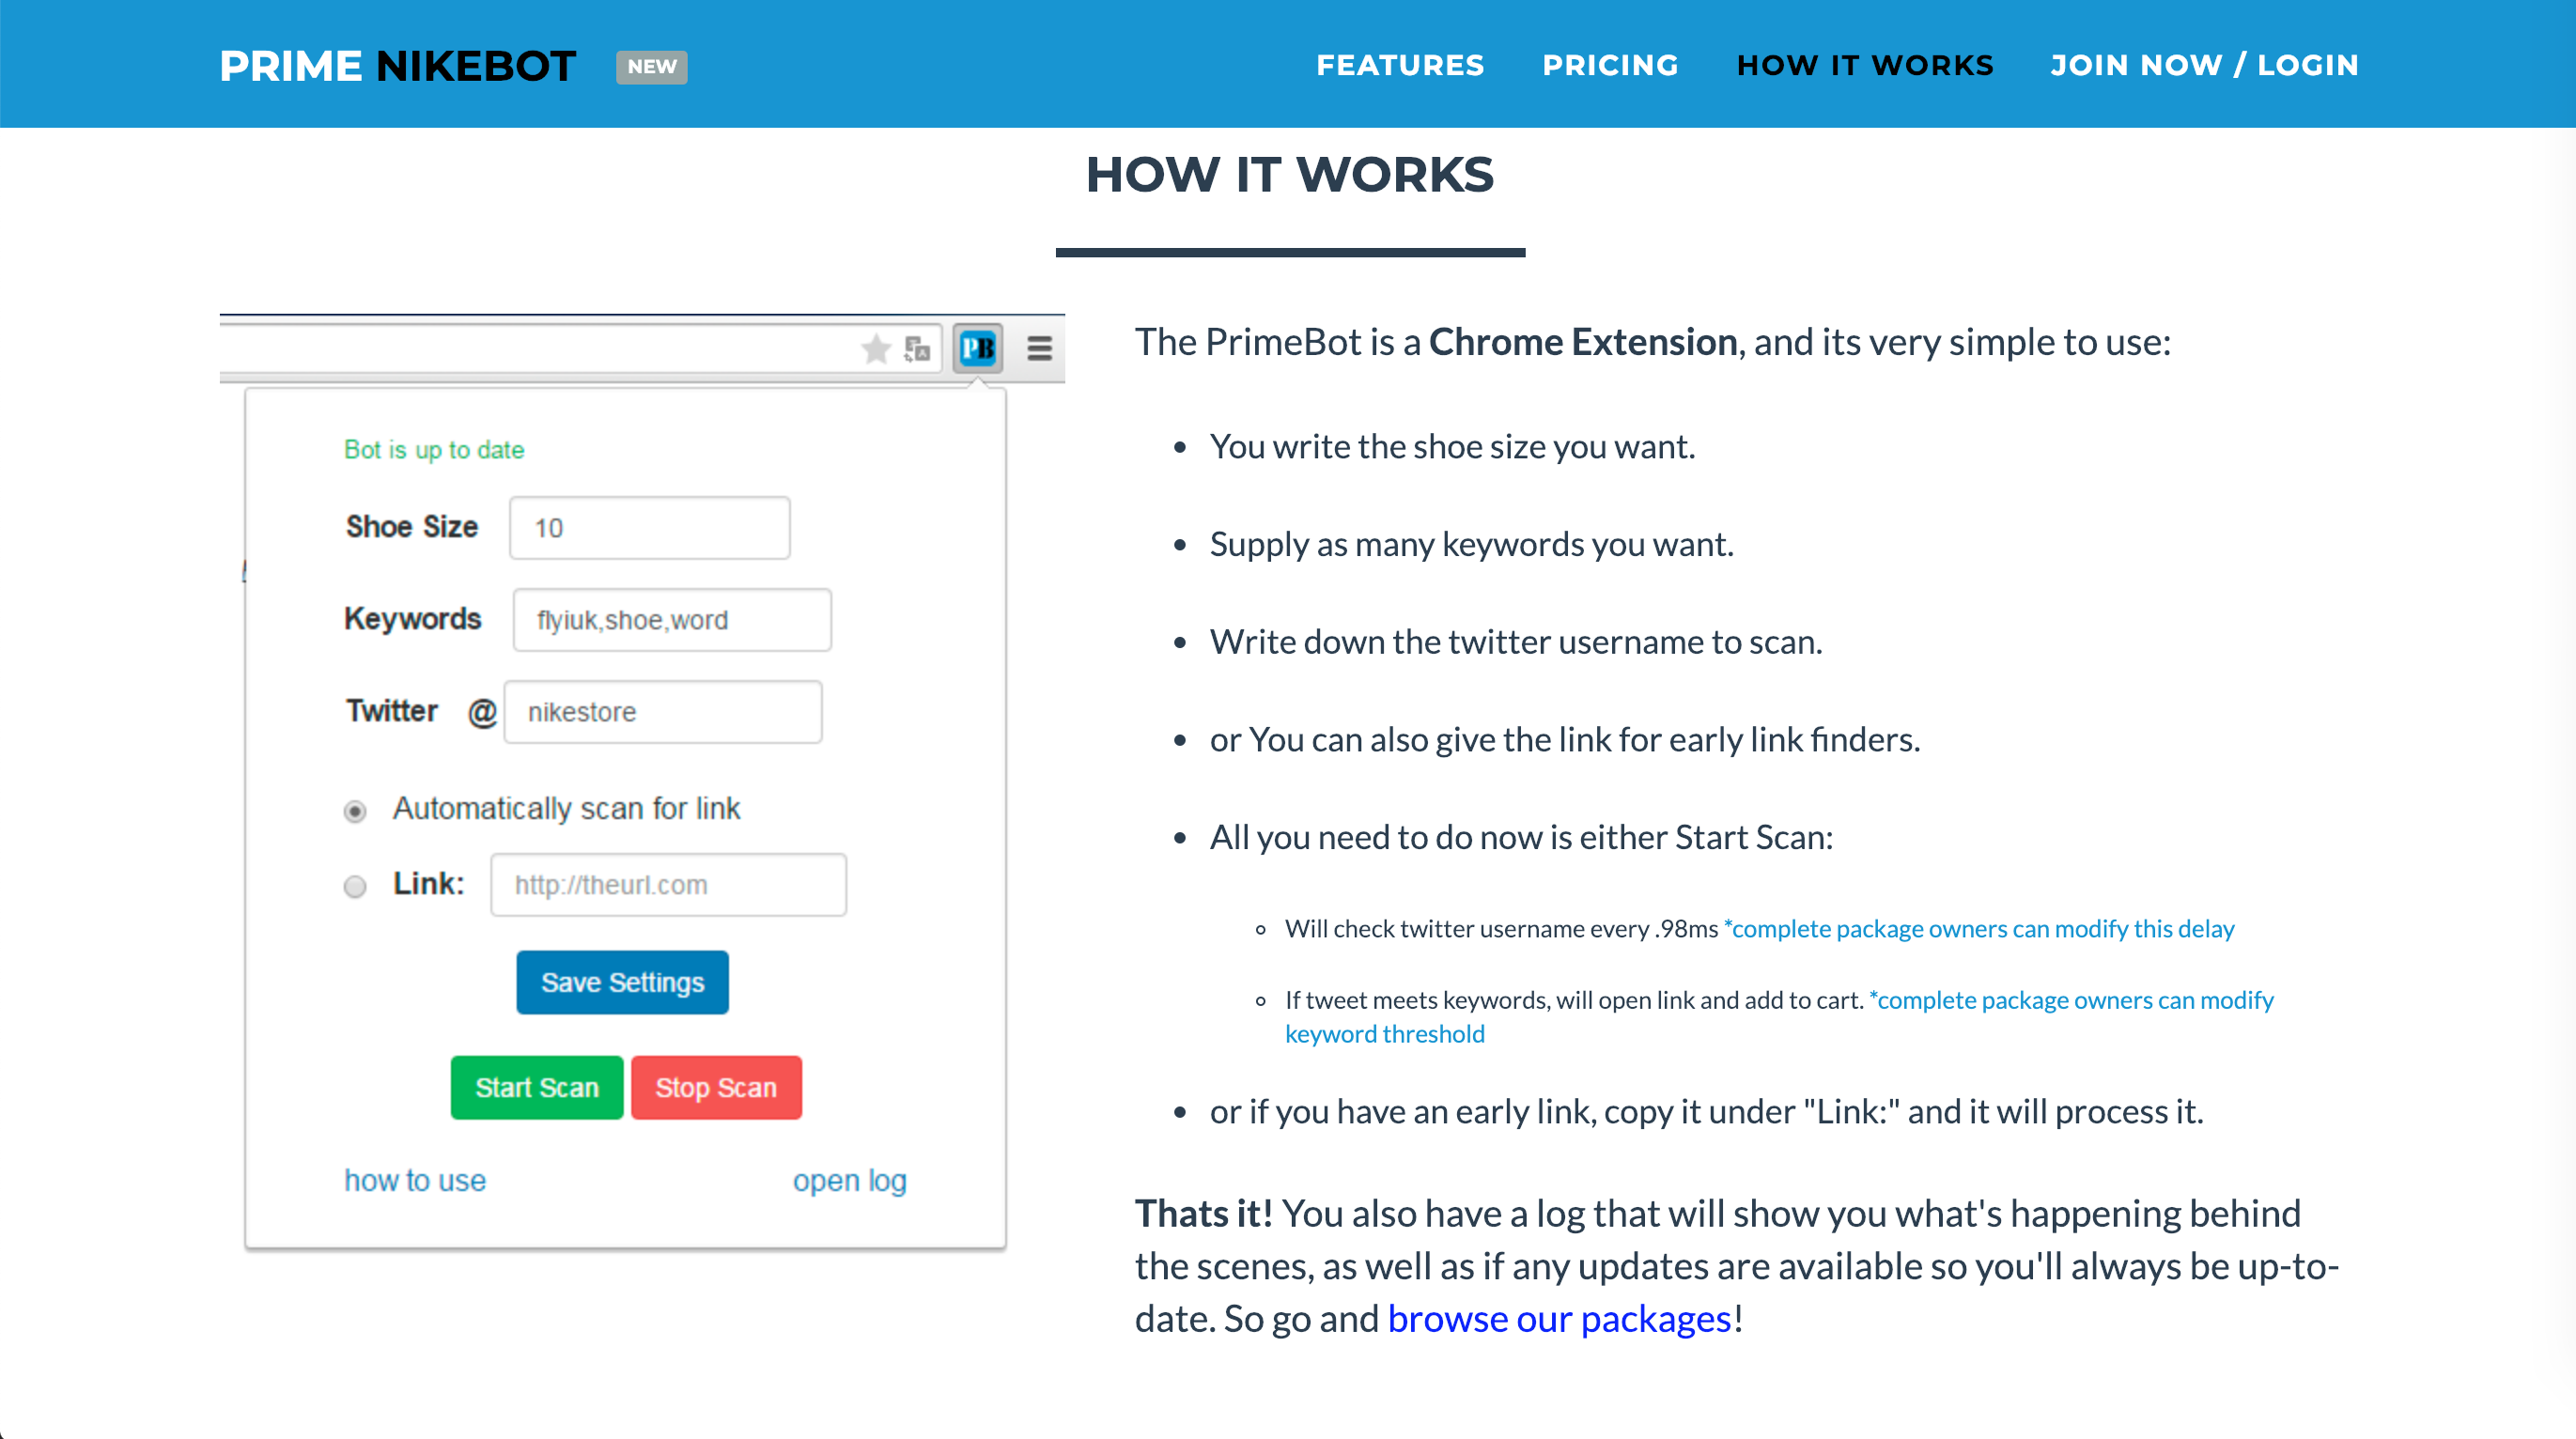 PRIME NIKEBOT NEW
FEATURES PRICING HOW IT WORKS JOIN NOW / LOGIN
HOW IT WORKS
PB
Bot is up to date
Shoe Size 10
Keywords flyiuk,shoe,word
Twitter @ nikestore
Automatically scan for link
Link: http://theurl.com
Save Settings
Start Scan Stop Scan
how to use open log
The PrimeBot is a Chrome Extension, and its very simple to use:
• You write the shoe size you want.
• Supply as many keywords you want.
• Write down the twitter username to scan.
• or You can also give the link for early link finders.
• All you need to do now is either Start Scan:
Will check twitter username every .98ms *complete package owners can modify this delay
If tweet meets keywords, will open link and add to cart. *complete package owners can modify
keyword threshold
• or if you have an early link, copy it under "Link:" and it will process it.
Thats it! You also have a log that will show you what's happening behind
the scenes, as well as if any updates are available so you'll always be up-to-
date. So go and browse our packages!